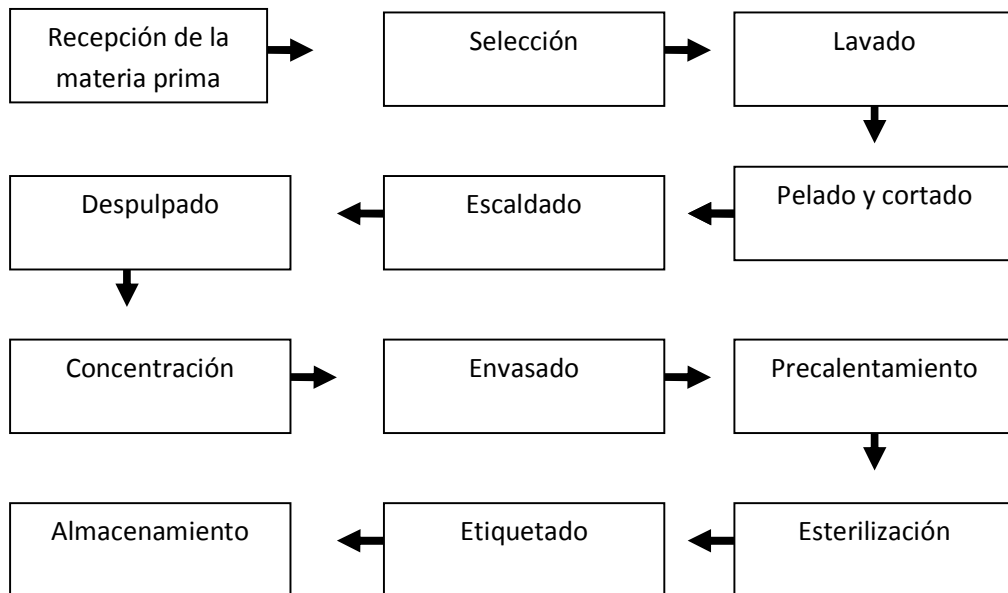 Recepción de la
materia prima
Selección
Lavado
Despulpado
Escaldado
Pelado y cortado
Concentración
Envasado
Precalentamiento
Almacenamiento
Etiquetado
Esterilización